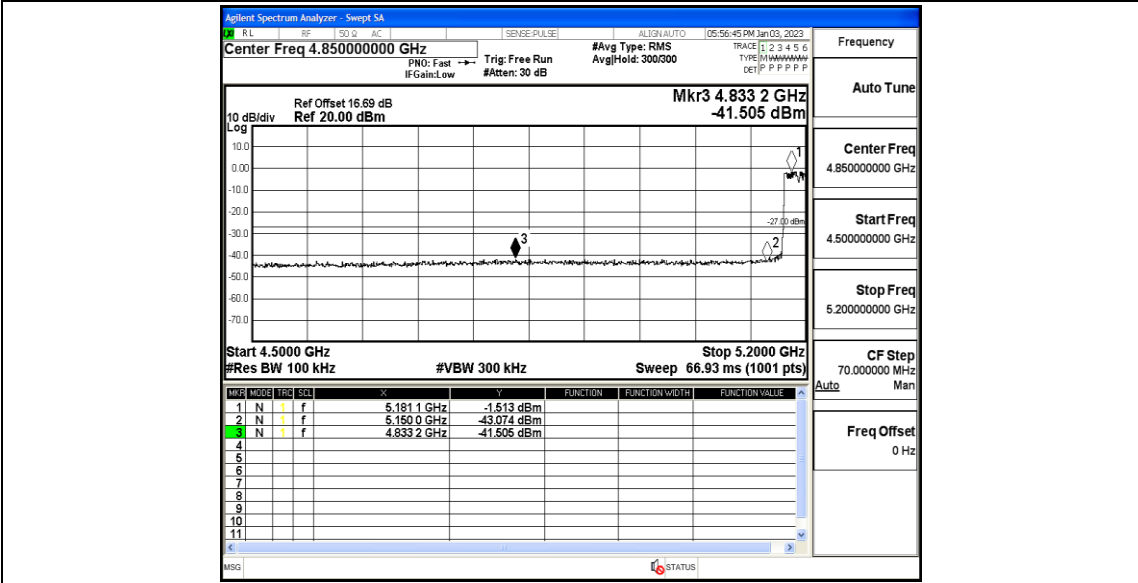 Agilent Spectrum Analyzer - Swept SA
RL RF 50 Ω AC SENSE:PULSE ALIGN AUTO 05:56:45 PM Jan 03, 2023
Center Freq 4.850000000 GHz
PNO: Fast
IFGain:Low
Trig: Free Run
#Atten: 30 dB
#Avg Type: RMS
Avg|Hold: 300/300
TRACE 1 2 3 4 5 6
TYPE M WWWWW
DET P P P P P P
Mkr3 4.833 2 GHz
-41.505 dBm
Ref Offset 16.69 dB
10 dB/div Ref 20.00 dBm
Log
10.0
0.00
-10.0
-20.0
-30.0
-40.0
-50.0
-60.0
-70.0
1
-27.00 dBm
2
3
Start 4.5000 GHz Stop 5.2000 GHz
#Res BW 100 kHz #VBW 300 kHz Sweep 66.93 ms (1001 pts)
MKR MODE TRC SCL X Y FUNCTION FUNCTION WIDTH FUNCTION VALUE
1 N 1 f 5.181 1 GHz -1.513 dBm
2 N 1 f 5.150 0 GHz -43.074 dBm
3 N 1 f 4.833 2 GHz -41.505 dBm
4
5
6
7
8
9
10
11
MSG STATUS
Frequency
Auto Tune
Center Freq
4.850000000 GHz
Start Freq
4.500000000 GHz
Stop Freq
5.200000000 GHz
CF Step
70.000000 MHz
Auto Man
Freq Offset
0 Hz